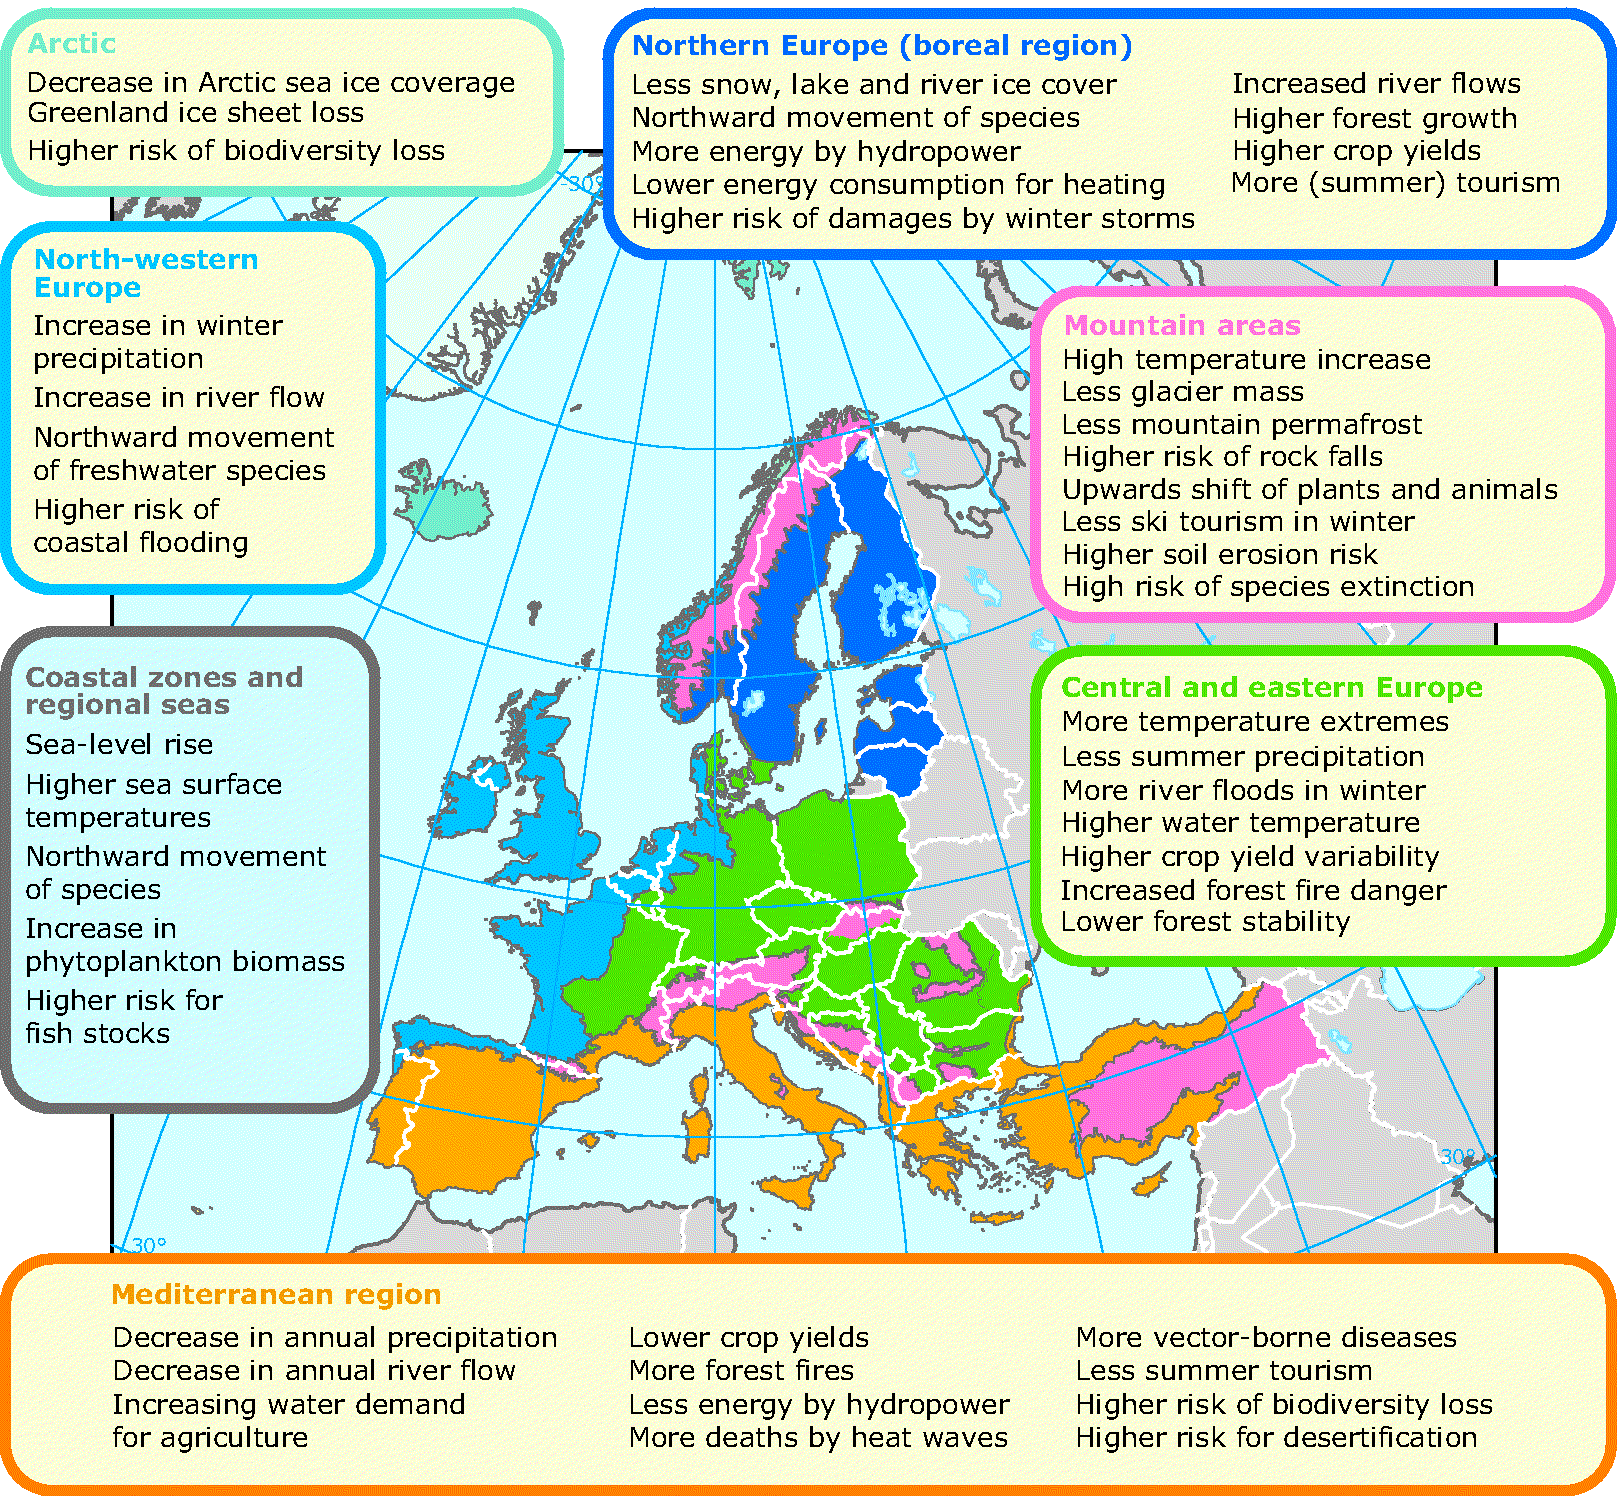 Arctic
Decrease in Arctic sea ice coverage
Greenland ice sheet loss
Higher risk of biodiversity loss
Northern Europe (boreal region)
Less snow, lake and river ice cover
Northward movement of species
More energy by hydropower
Lower energy consumption for heating
Higher risk of damages by winter storms
Increased river flows
Higher forest growth
Higher crop yields
More (summer) tourism
-30°
North-western
Europe
Increase in winter
precipitation
Increase in river flow
Northward movement
of freshwater species
Higher risk of
coastal flooding
Mountain areas
High temperature increase
Less glacier mass
Less mountain permafrost
Higher risk of rock falls
Upwards shift of plants and animals
Less ski tourism in winter
Higher soil erosion risk
High risk of species extinction
Coastal zones and
regional seas
Sea-level rise
Higher sea surface
temperatures
Northward movement
of species
Increase in
phytoplankton biomass
Higher risk for
fish stocks
Central and eastern Europe
More temperature extremes
Less summer precipitation
More river floods in winter
Higher water temperature
Higher crop yield variability
Increased forest fire danger
Lower forest stability
30°
30°
Mediterranean region
Decrease in annual precipitation
Decrease in annual river flow
Increasing water demand
for agriculture
Lower crop yields
More forest fires
Less energy by hydropower
More deaths by heat waves
More vector-borne diseases
Less summer tourism
Higher risk of biodiversity loss
Higher risk for desertification